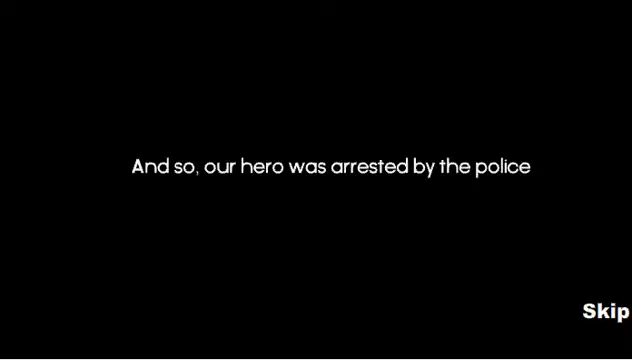 And so, our hero was arrested by the police
Skip